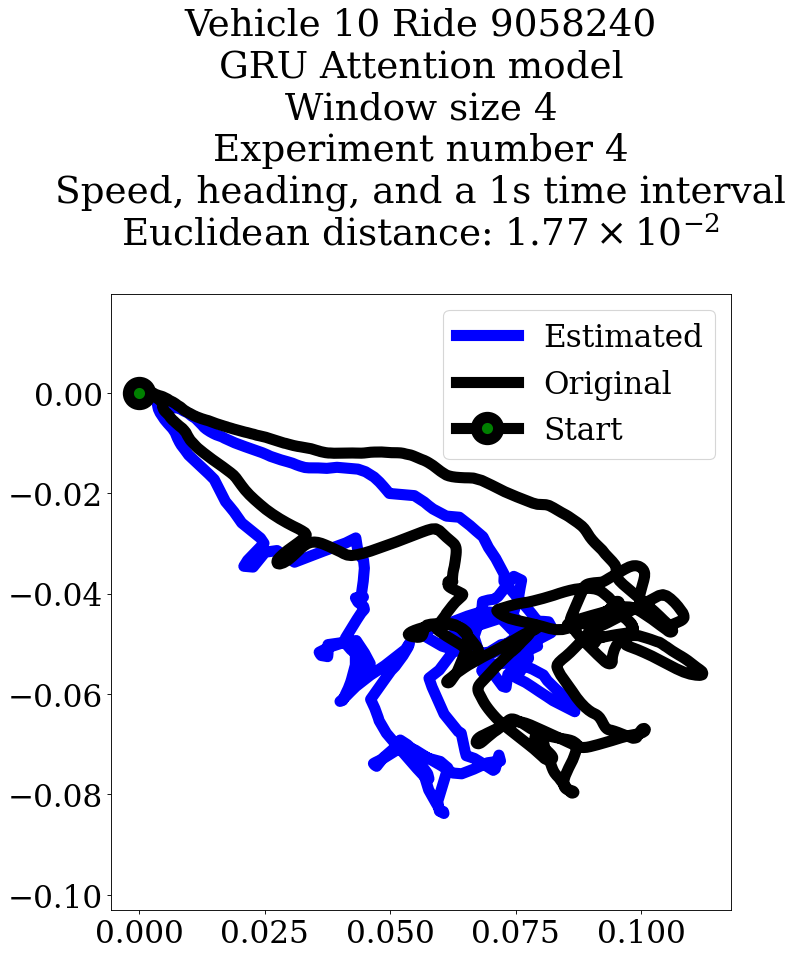 Vehicle 10 Ride 9058240
GRU Attention model
Window size 4
Experiment number 4
Speed, heading, and a 1s time interval
Euclidean distance: 1.77 × 10⁻²
Estimated
Original
Start
0.00
−0.02
−0.04
−0.06
−0.08
−0.10
0.000 0.025 0.050 0.075 0.100